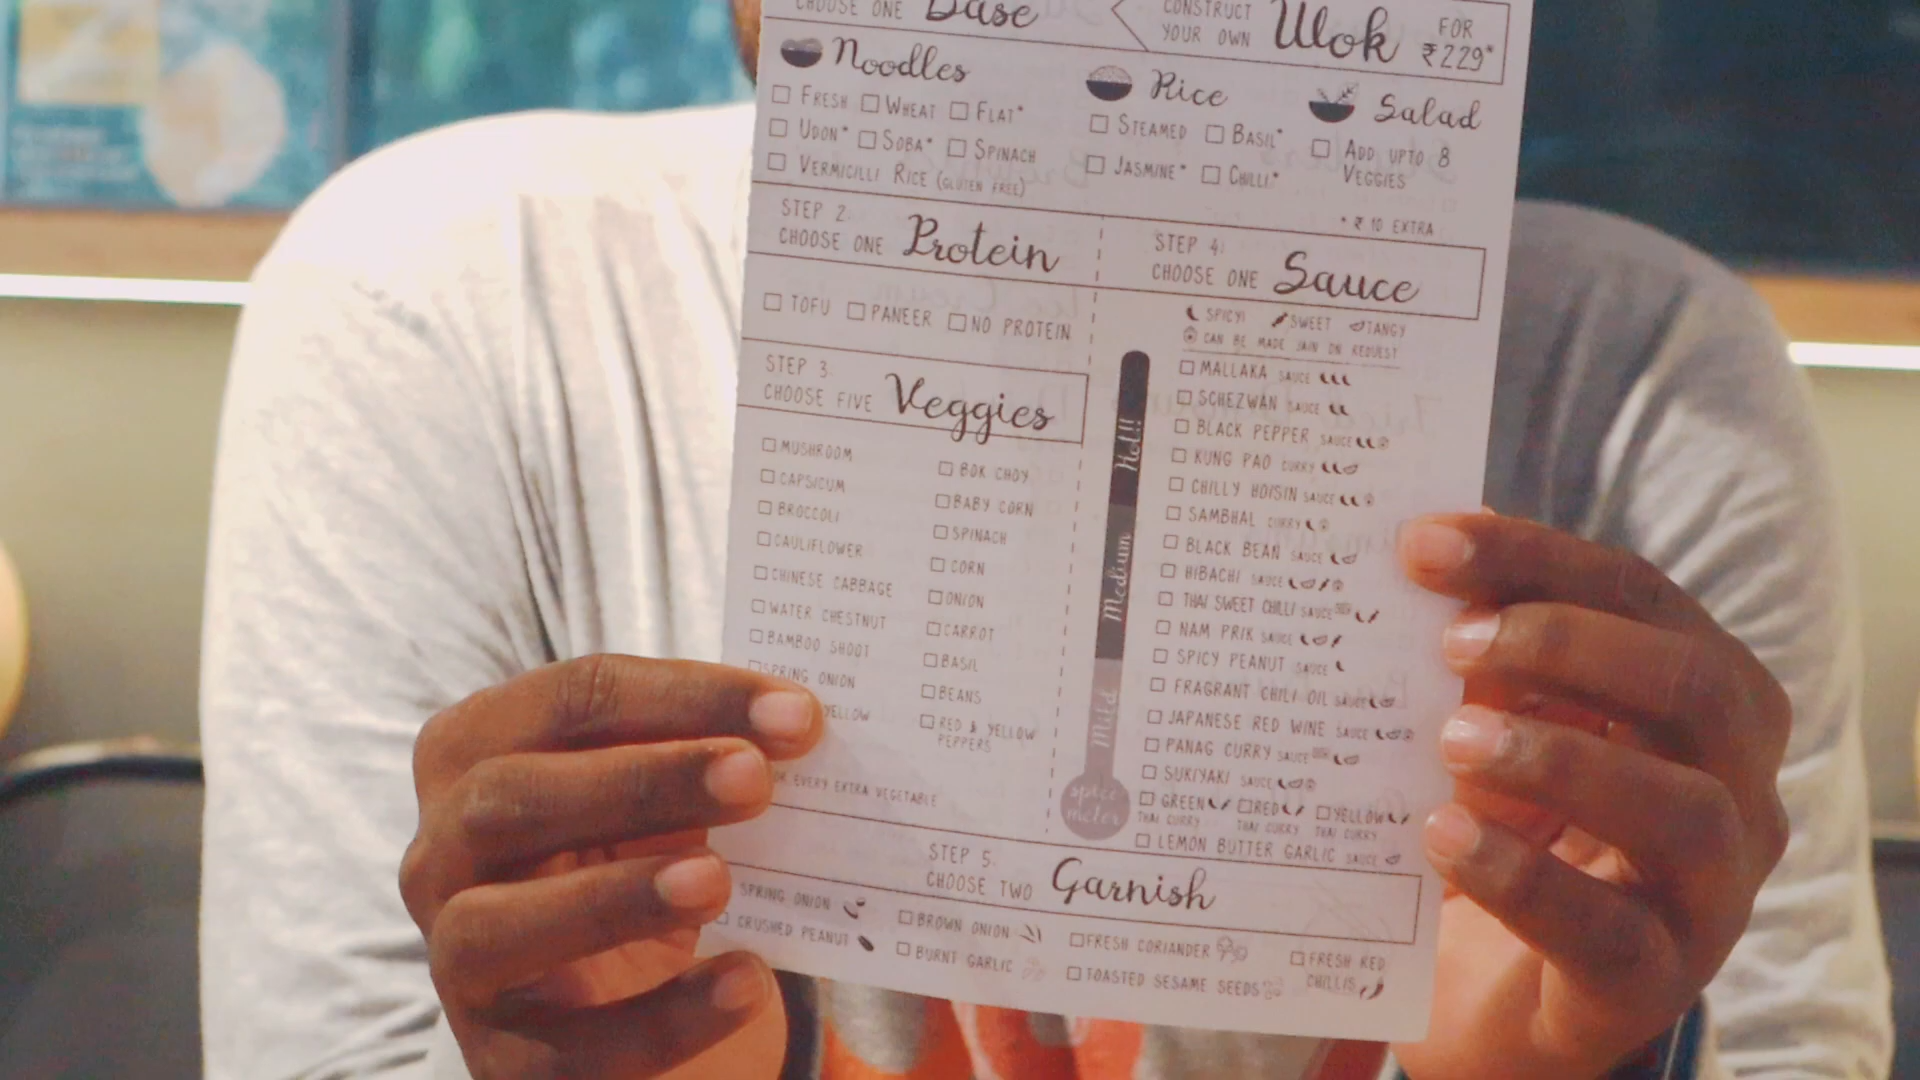 CHOOSE ONE Base
CONSTRUCT YOUR OWN Wok FOR ₹229*
Noodles
FRESH WHEAT FLAT*
UDON* SOBA* SPINACH
VERMICILLI RICE (GLUTEN FREE)
Rice
STEAMED BASIL*
JASMINE* CHILLI*
Salad
ADD UPTO 8
VEGGIES
* ₹ 10 EXTRA
STEP 2:
CHOOSE ONE Protein
TOFU PANEER NO PROTEIN
STEP 3:
CHOOSE FIVE Veggies
MUSHROOM
CAPSICUM
BROCCOLI
CAULIFLOWER
CHINESE CABBAGE
WATER CHESTNUT
BAMBOO SHOOT
SPRING ONION
YELLOW
BOK CHOY
BABY CORN
SPINACH
CORN
ONION
CARROT
BASIL
BEANS
RED & YELLOW
PEPPERS
EVERY EXTRA VEGETABLE
STEP 4:
CHOOSE ONE Sauce
SPICY! SWEET TANGY
CAN BE MADE JAIN ON REQUEST
Hot!!
Medium
Mild
spice
meter
MALLAKA SAUCE
SCHEZWAN SAUCE
BLACK PEPPER SAUCE
KUNG PAO CURRY
CHILLY HOISIN SAUCE
SAMBHAL CURRY
BLACK BEAN SAUCE
HIBACHI SAUCE
THAI SWEET CHILLI SAUCE
NAM PRIK SAUCE
SPICY PEANUT SAUCE
FRAGRANT CHILI OIL SAUCE
JAPANESE RED WINE SAUCE
PANAG CURRY SAUCE
SUKIYAKI SAUCE
GREEN RED YELLOW
THAI CURRY THAI CURRY THAI CURRY
LEMON BUTTER GARLIC SAUCE
STEP 5:
CHOOSE TWO Garnish
SPRING ONION
CRUSHED PEANUT
BROWN ONION
BURNT GARLIC
FRESH CORIANDER
TOASTED SESAME SEEDS
FRESH RED
CHILLIS